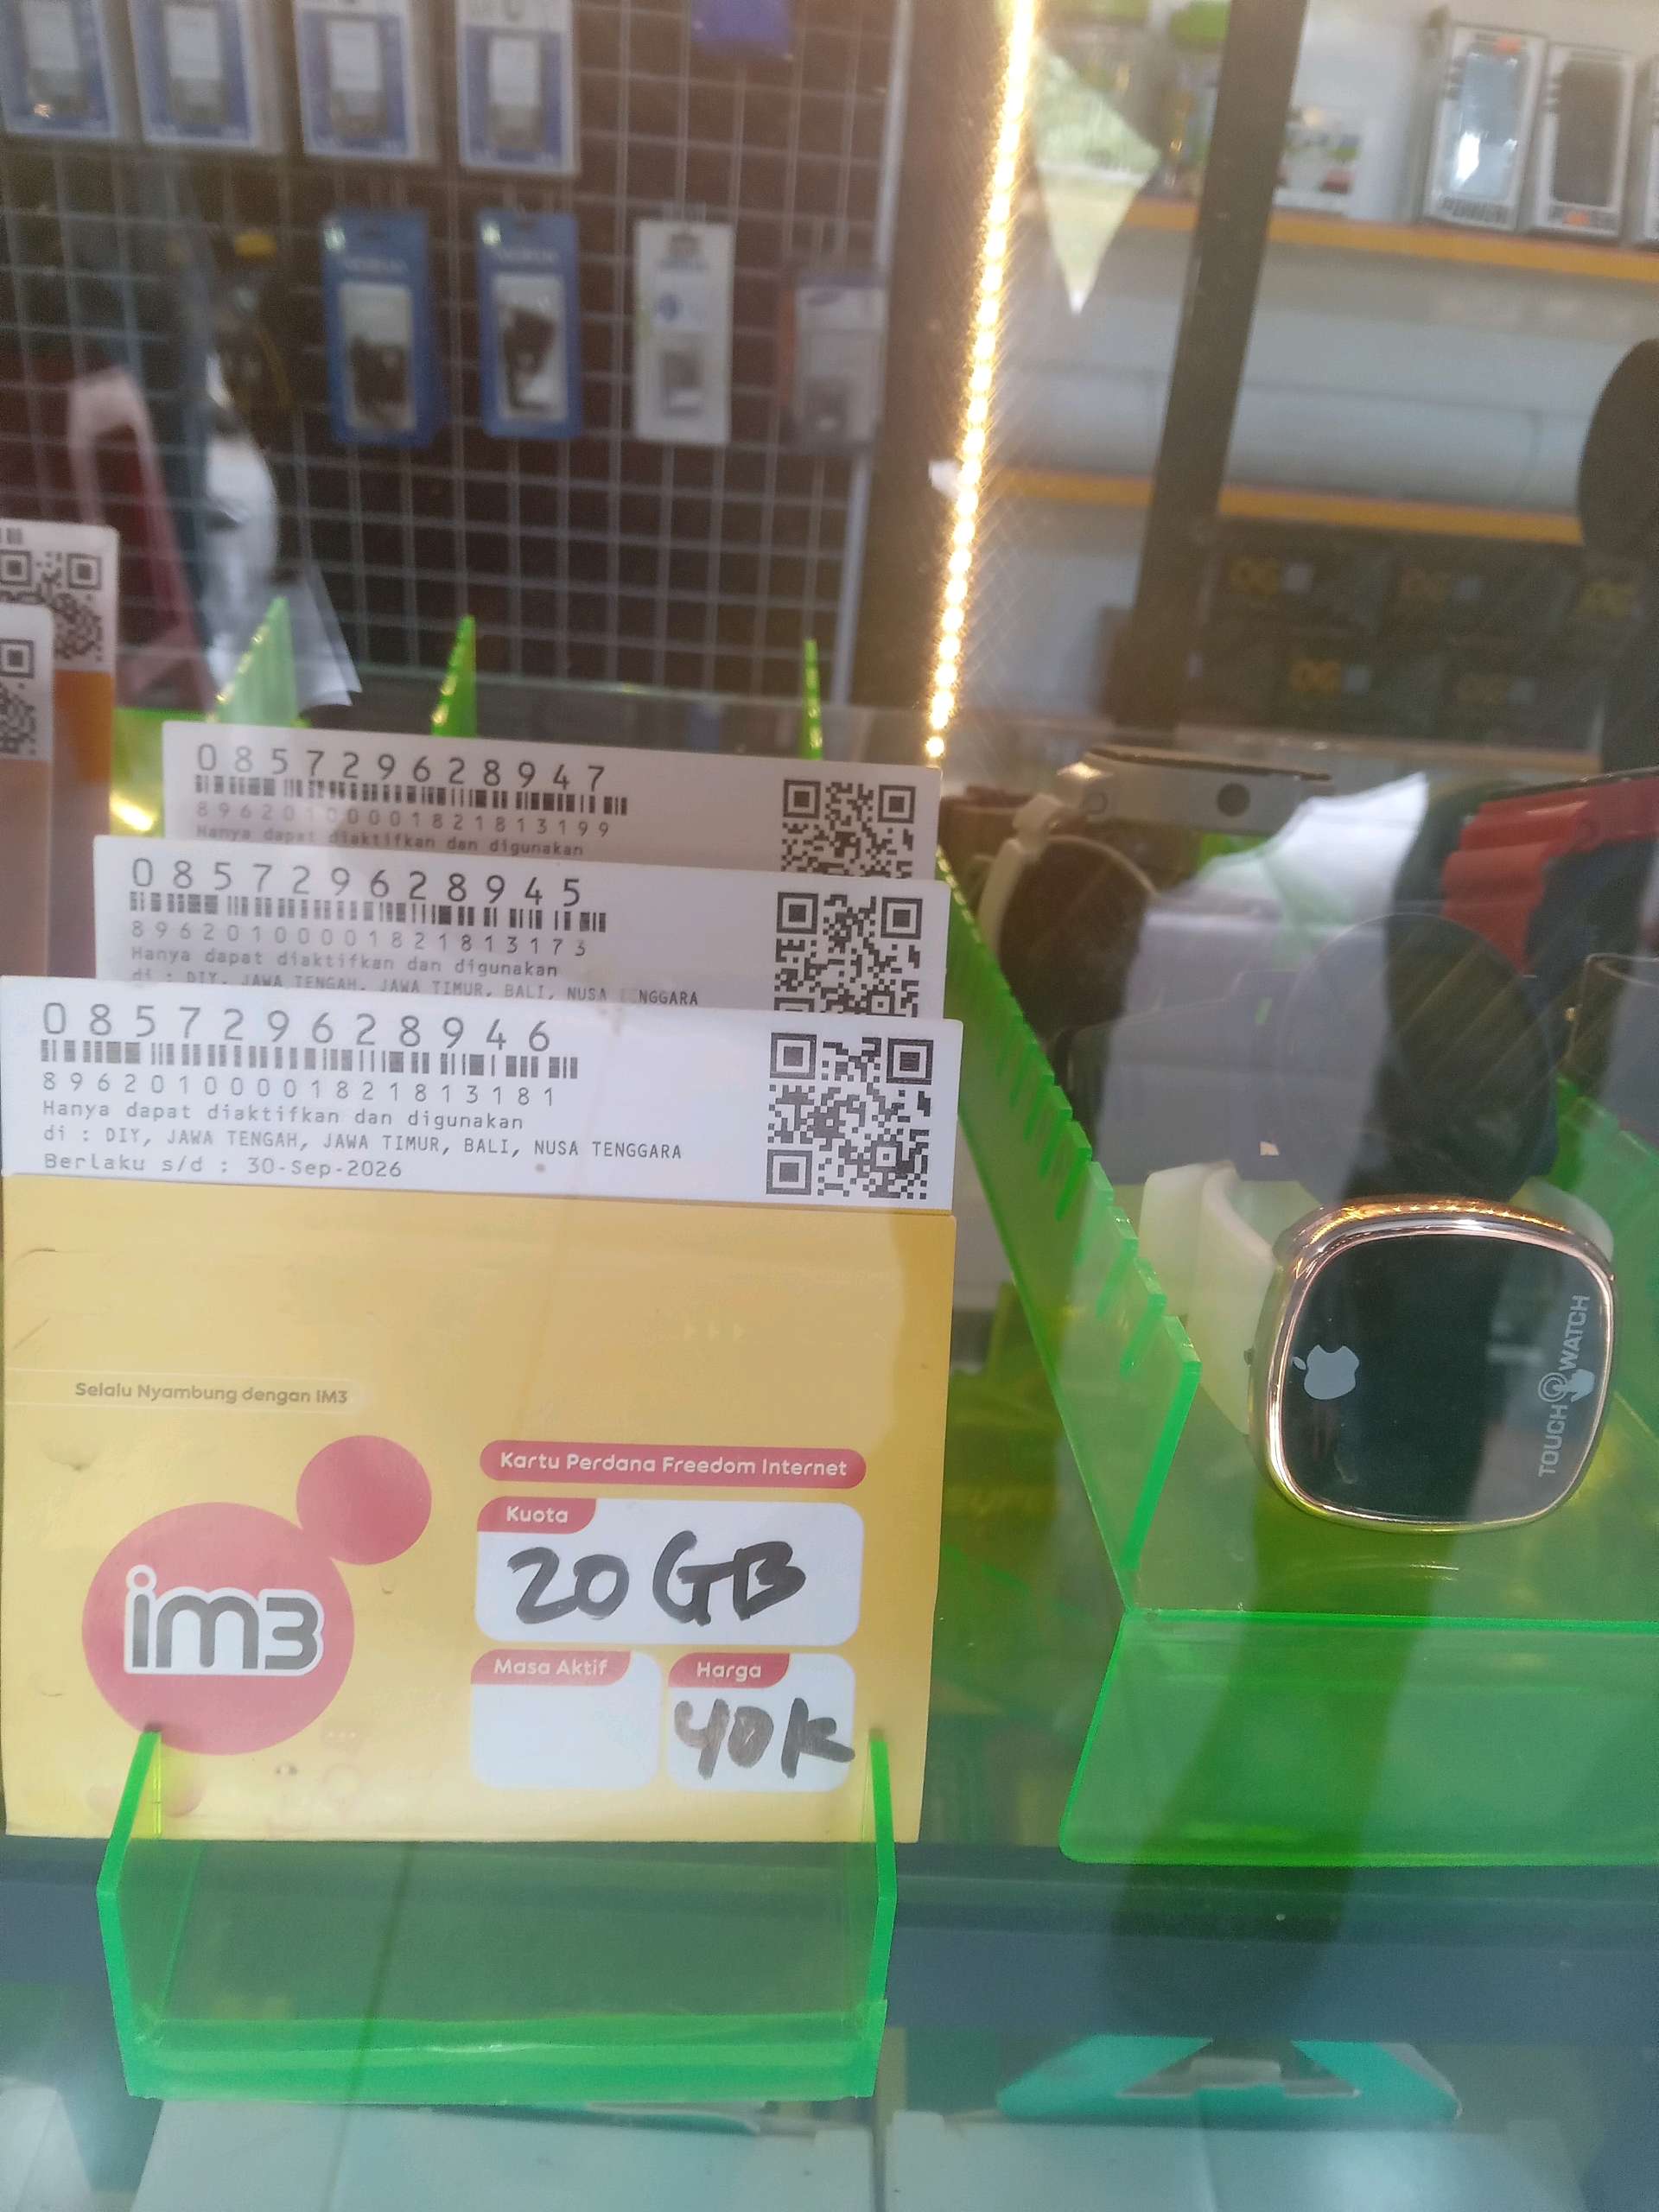 085729628947
89620100001821813199
Hanya dapat diaktifkan dan digunakan
085729628945
89620100001821813173
Hanya dapat diaktifkan dan digunakan
di : DIY, JAWA TENGAH, JAWA TIMUR, BALI, NUSA TENGGARA
085729628946
89620100001821813181
Hanya dapat diaktifkan dan digunakan
di : DIY, JAWA TENGAH, JAWA TIMUR, BALI, NUSA TENGGARA
Berlaku s/d : 30-Sep-2026
Selalu Nyambung dengan IM3
Kartu Perdana Freedom Internet
Kuota
20 GB
im3
Masa Aktif
Harga
40K
TOUCH WATCH